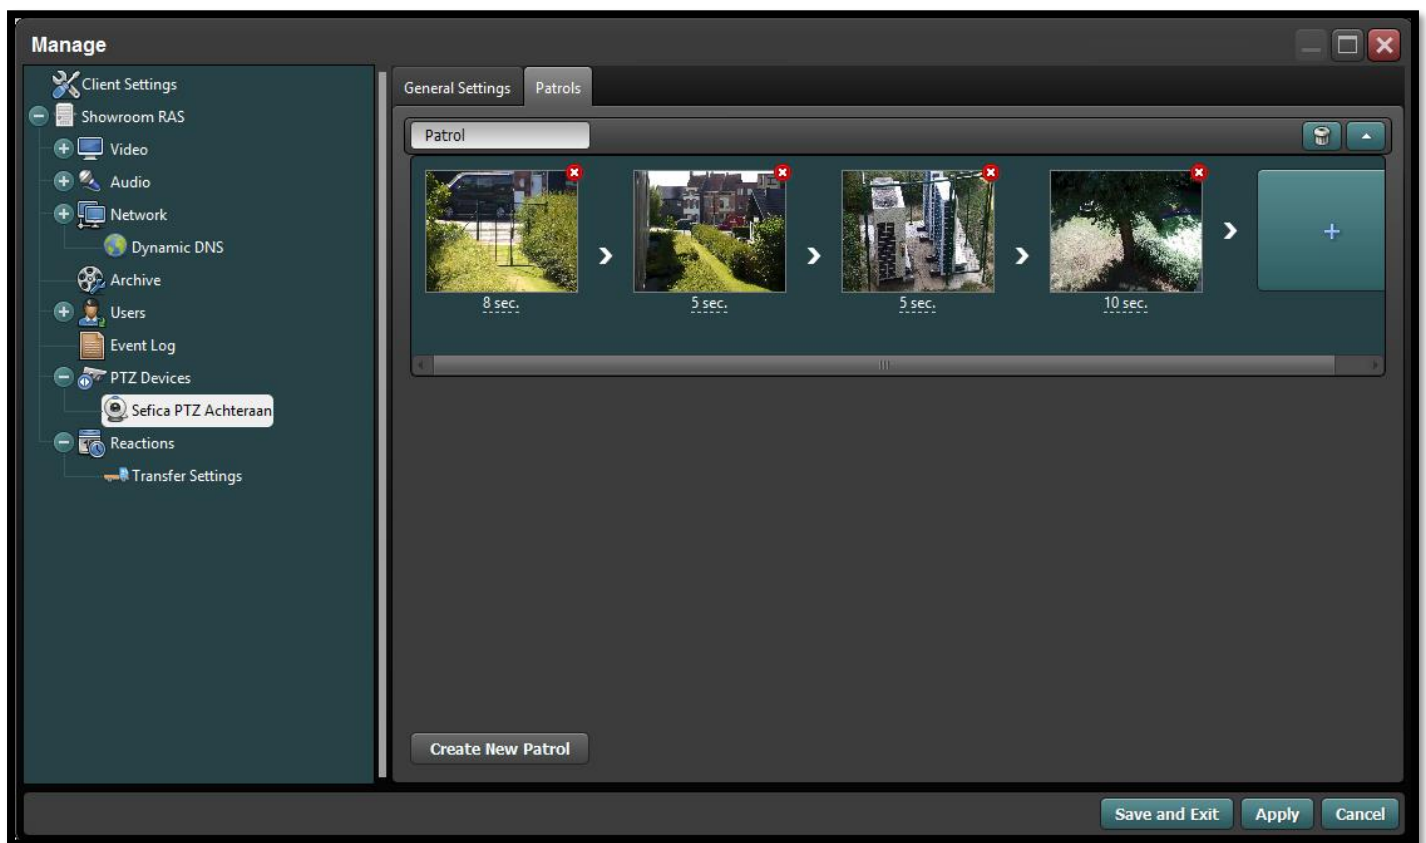 Manage
Client Settings
Showroom RAS
Video
Audio
Network
Dynamic DNS
Archive
Users
Event Log
PTZ Devices
Sefica PTZ Achteraan
Reactions
Transfer Settings
General Settings
Patrols
Patrol
8 sec.
5 sec.
5 sec.
10 sec.
+
Create New Patrol
Save and Exit
Apply
Cancel